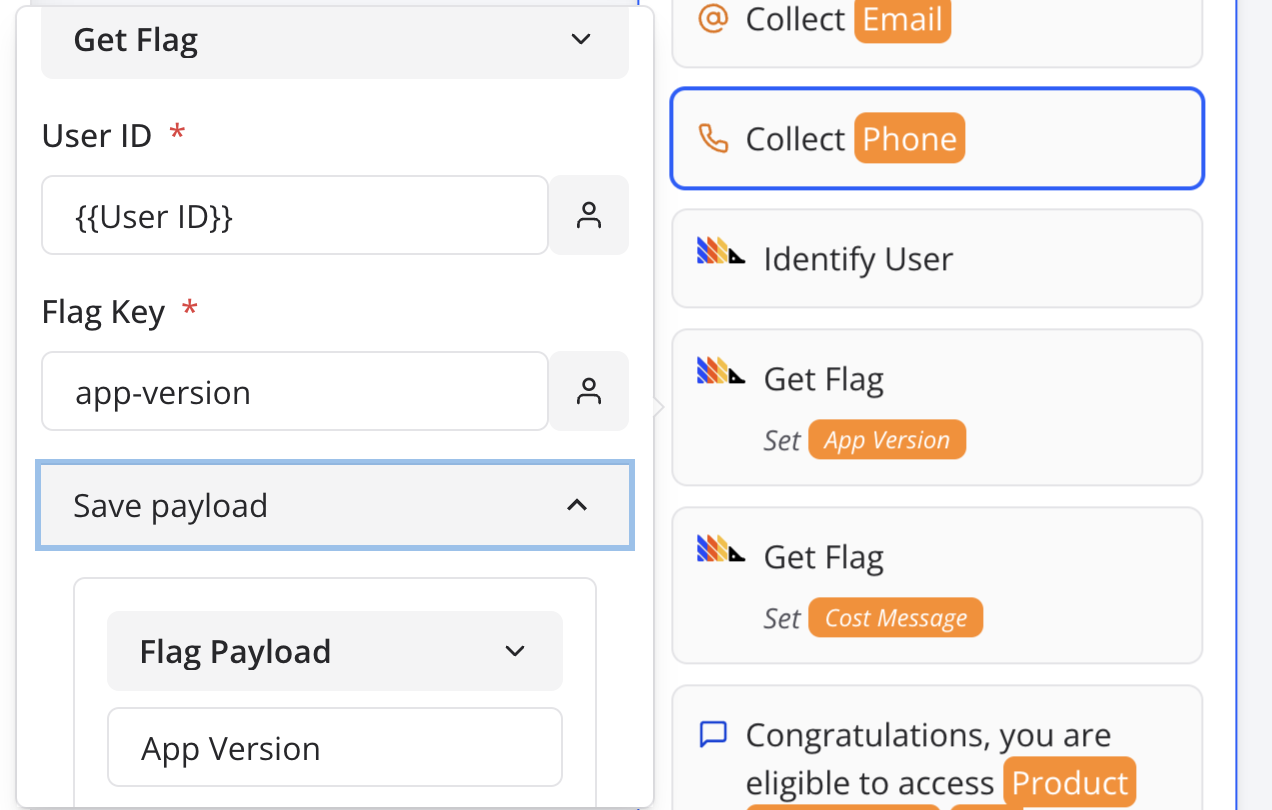 Get Flag
User ID *
{{User ID}}
Flag Key *
app-version
Save payload
Flag Payload
App Version
@ Collect Email
Collect Phone
Identify User
Get Flag
Set App Version
Get Flag
Set Cost Message
Congratulations, you are
eligible to access Product